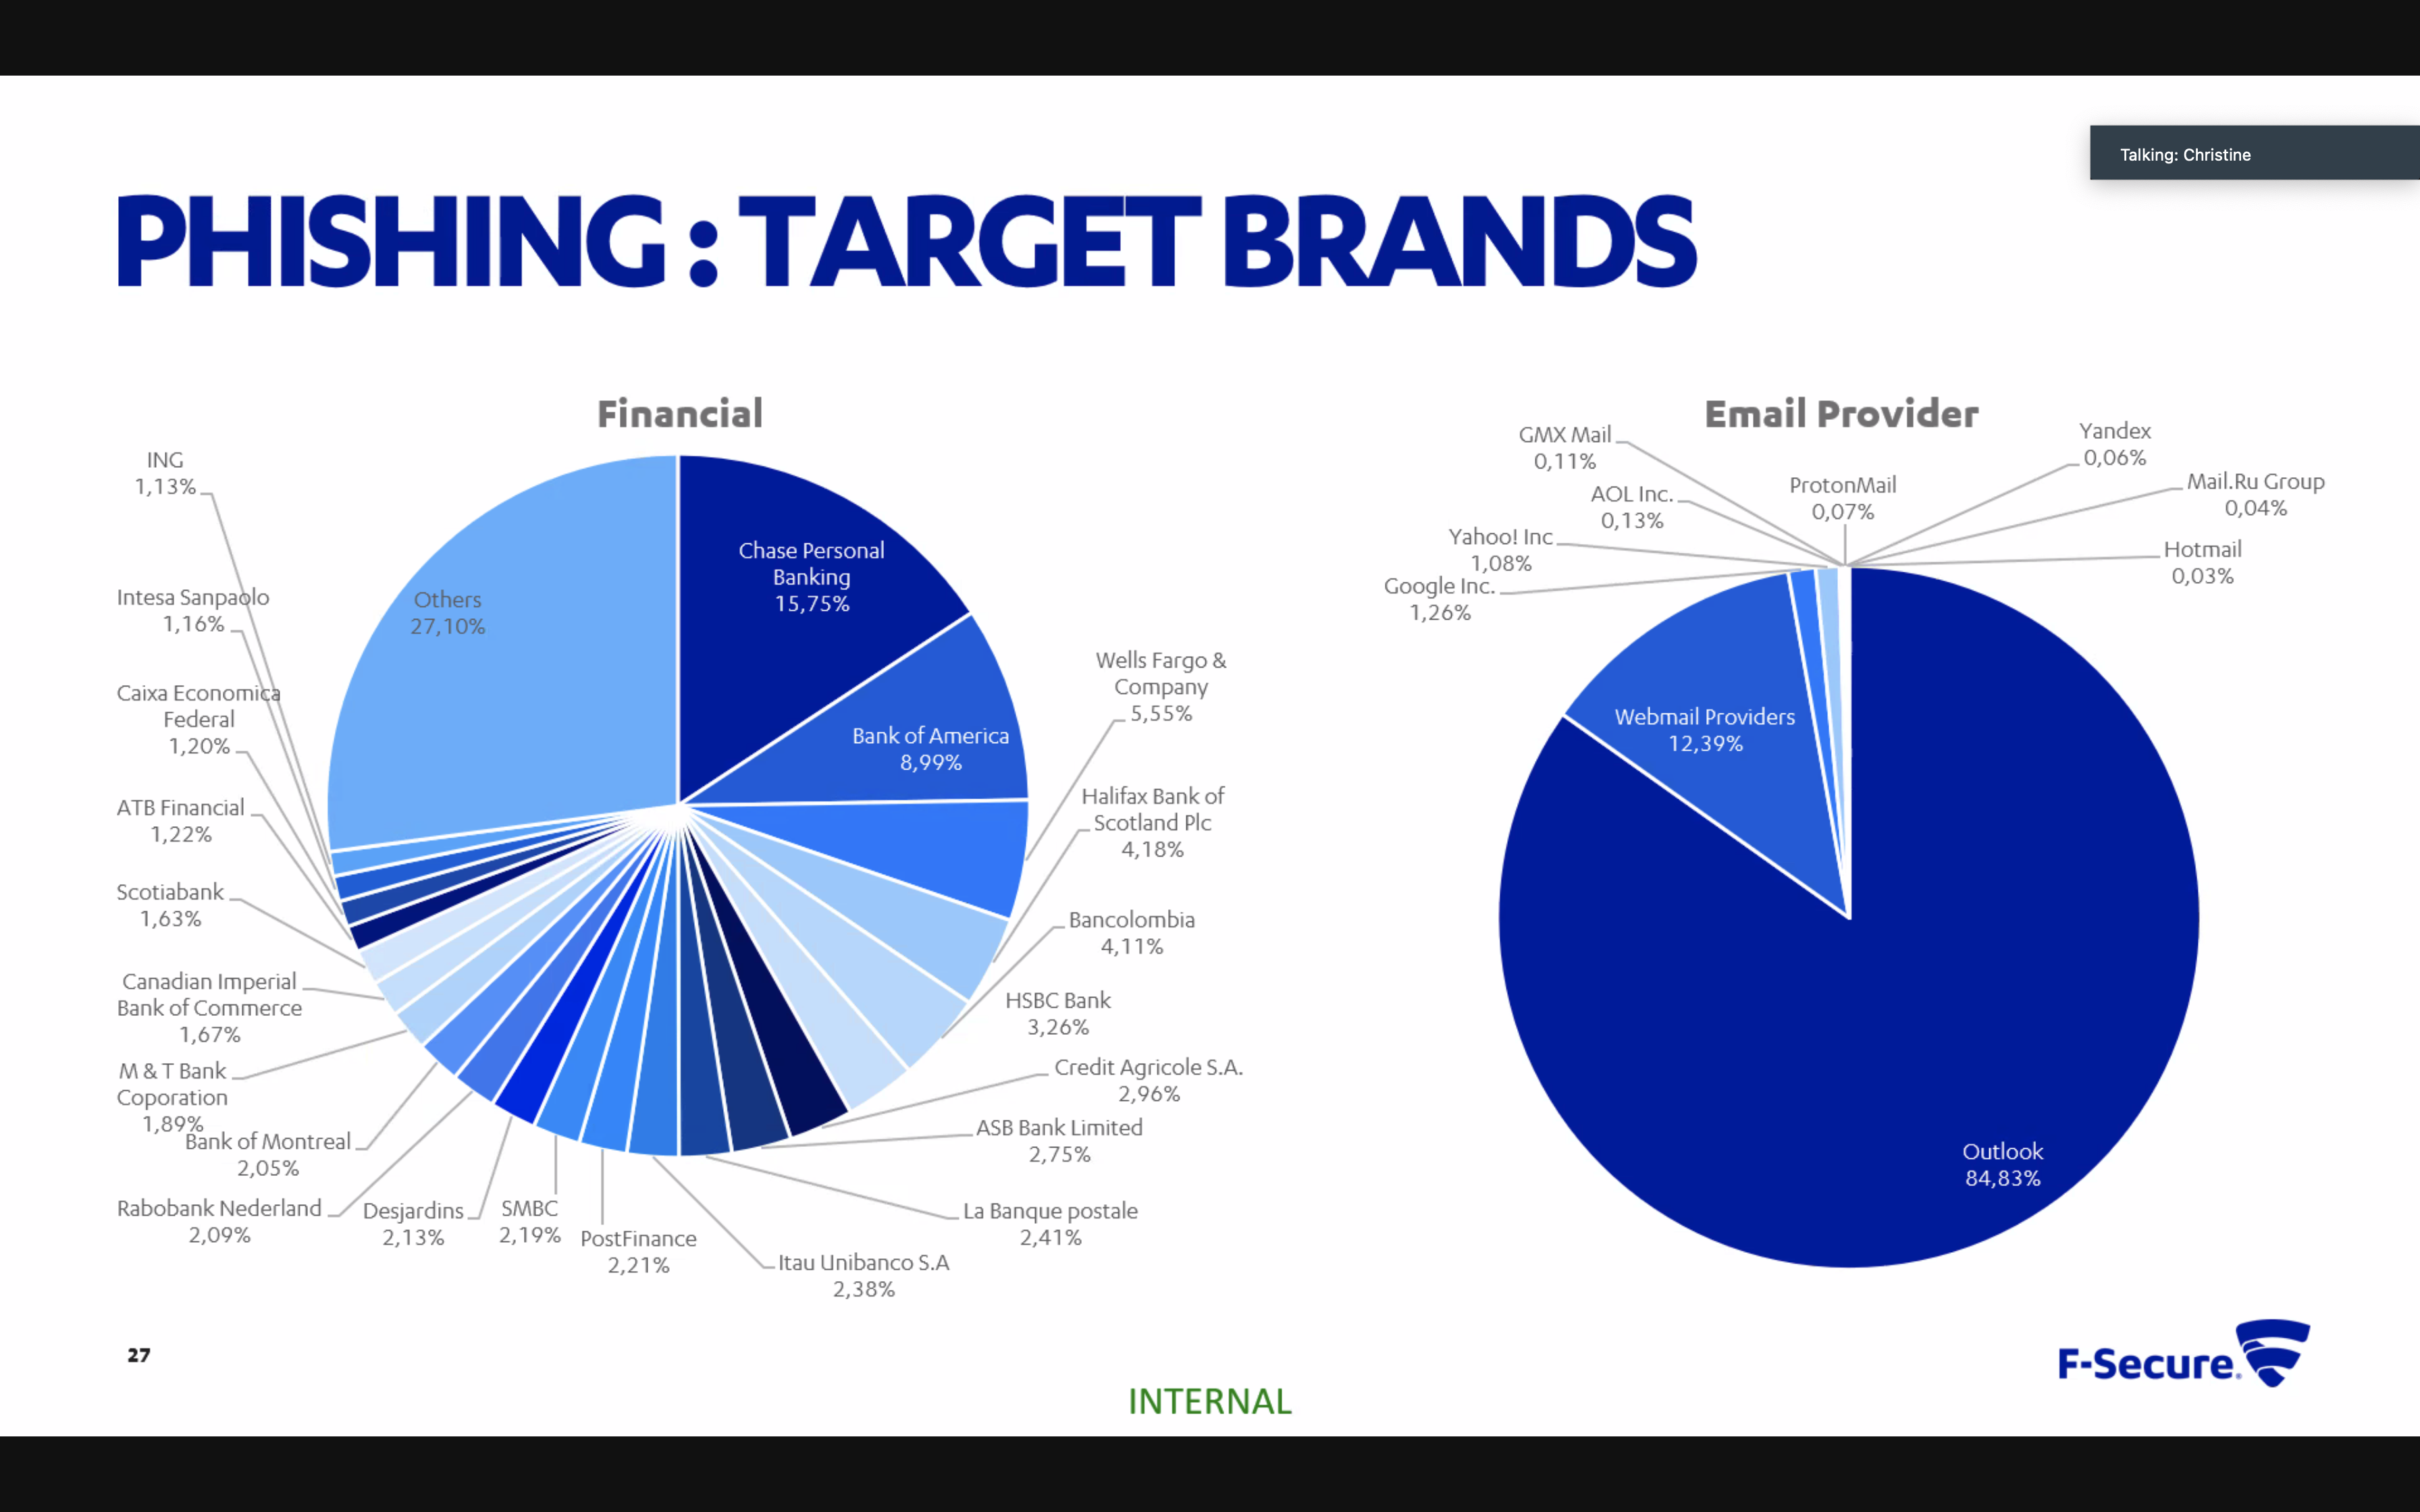 Talking: Christine
PHISHING : TARGET BRANDS
Financial
ING
1,13%
Intesa Sanpaolo
1,16%
Caixa Economica
Federal
1,20%
ATB Financial
1,22%
Scotiabank
1,63%
Canadian Imperial
Bank of Commerce
1,67%
M & T Bank
Coporation
1,89%
Bank of Montreal
2,05%
Rabobank Nederland
2,09%
Desjardins
2,13%
SMBC
2,19%
PostFinance
2,21%
Itau Unibanco S.A
2,38%
La Banque postale
2,41%
ASB Bank Limited
2,75%
Credit Agricole S.A.
2,96%
HSBC Bank
3,26%
Bancolombia
4,11%
Halifax Bank of
Scotland Plc
4,18%
Wells Fargo &
Company
5,55%
Bank of America
8,99%
Chase Personal
Banking
15,75%
Others
27,10%
Email Provider
GMX Mail
0,11%
AOL Inc.
0,13%
Yahoo! Inc
1,08%
Google Inc.
1,26%
ProtonMail
0,07%
Yandex
0,06%
Mail.Ru Group
0,04%
Hotmail
0,03%
Webmail Providers
12,39%
Outlook
84,83%
27
F-Secure.
INTERNAL